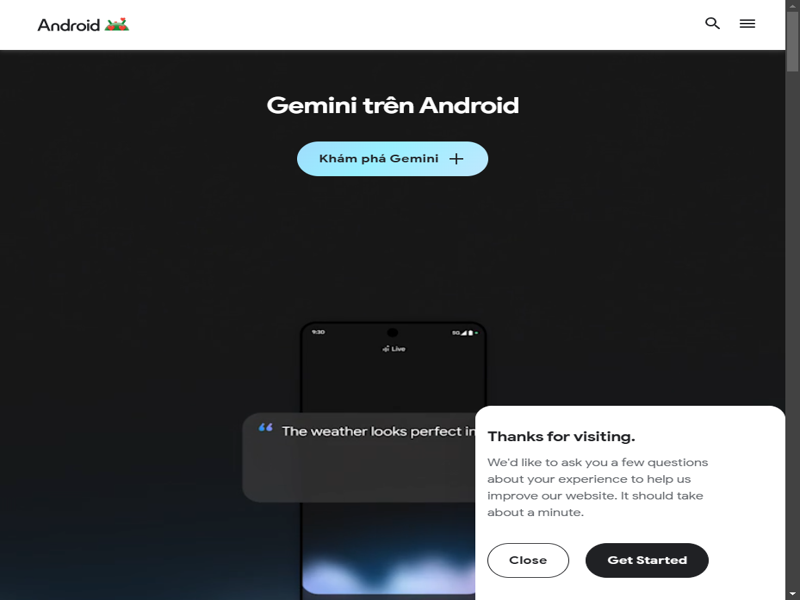 Android
Gemini trên Android
Khám phá Gemini
9:30
5G
Live
The weather looks perfect in
Thanks for visiting.
We'd like to ask you a few questions
about your experience to help us
improve our website. It should take
about a minute.
Close
Get Started